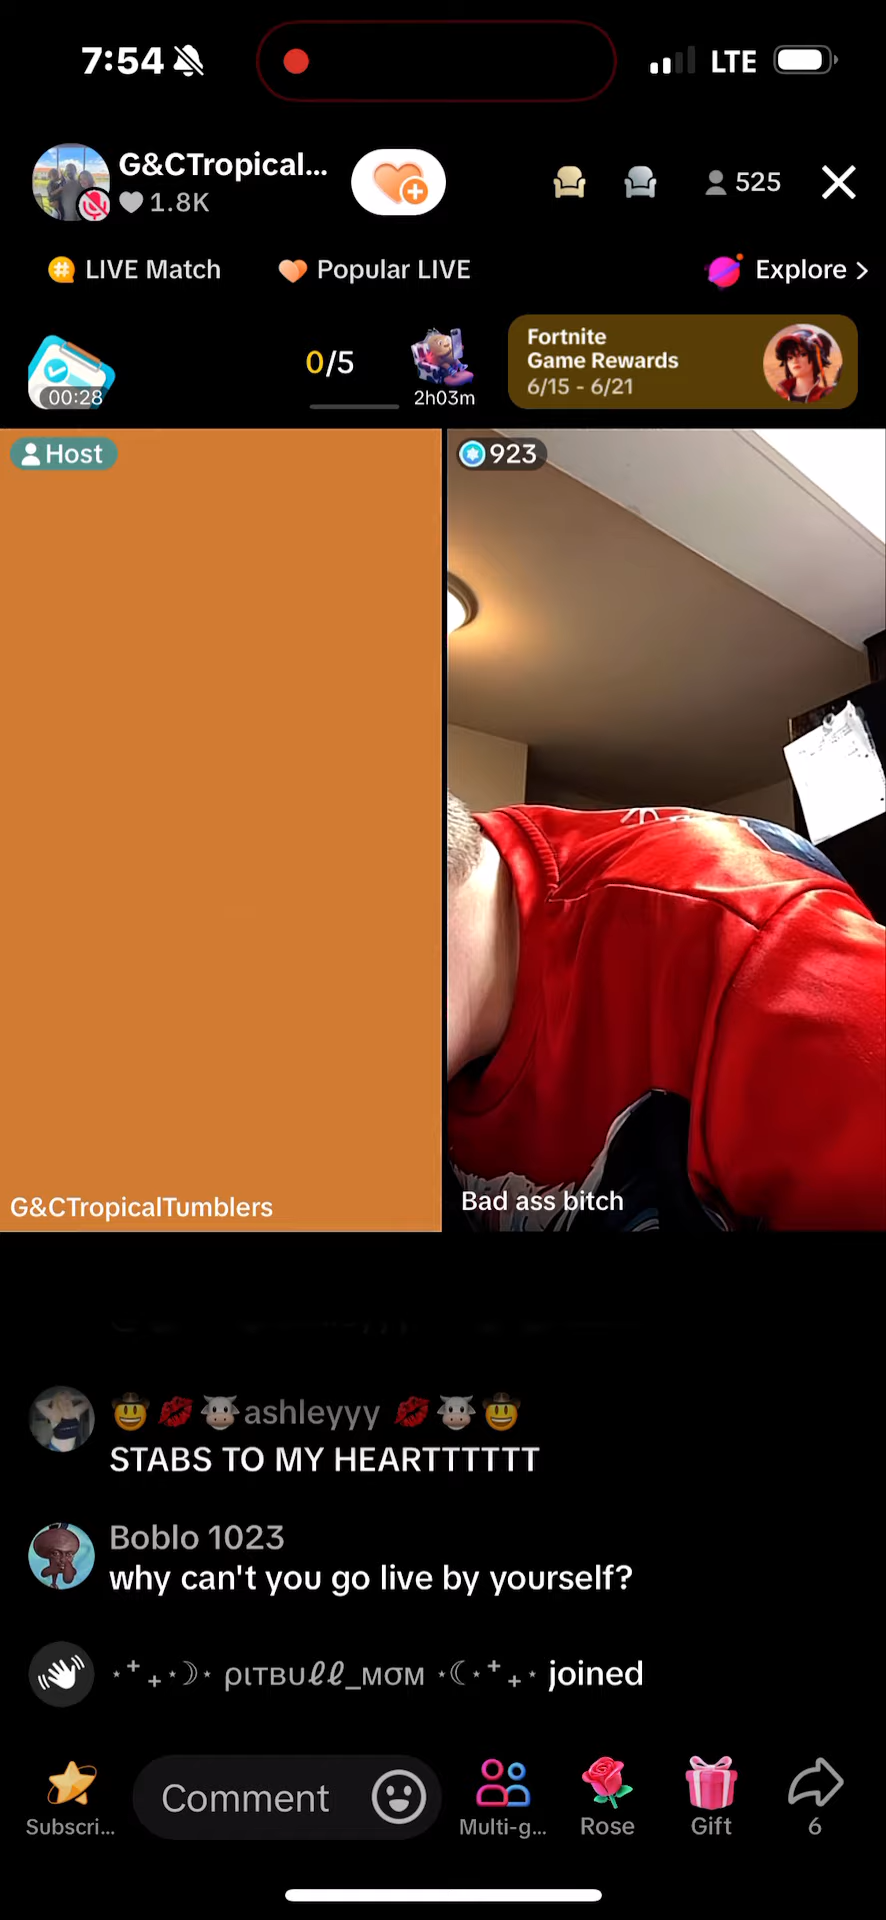 7:54
LTE
G&CTropical...
1.8K
525
LIVE Match
Popular LIVE
Explore >
00:28
0/5
2h03m
Fortnite
Game Rewards
6/15 - 6/21
Host
923
G&CTropicalTumblers
Bad ass bitch
🤠💋🐮ashleyyy 💋🐮🤠
STABS TO MY HEARTTTTTT
Boblo 1023
why can't you go live by yourself?
⋆⁺₊⋆☽⋆ ριтвυℓℓ_мσм ⋆☾⋆⁺₊⋆ joined
Subscri...
Comment
Multi-g...
Rose
Gift
6